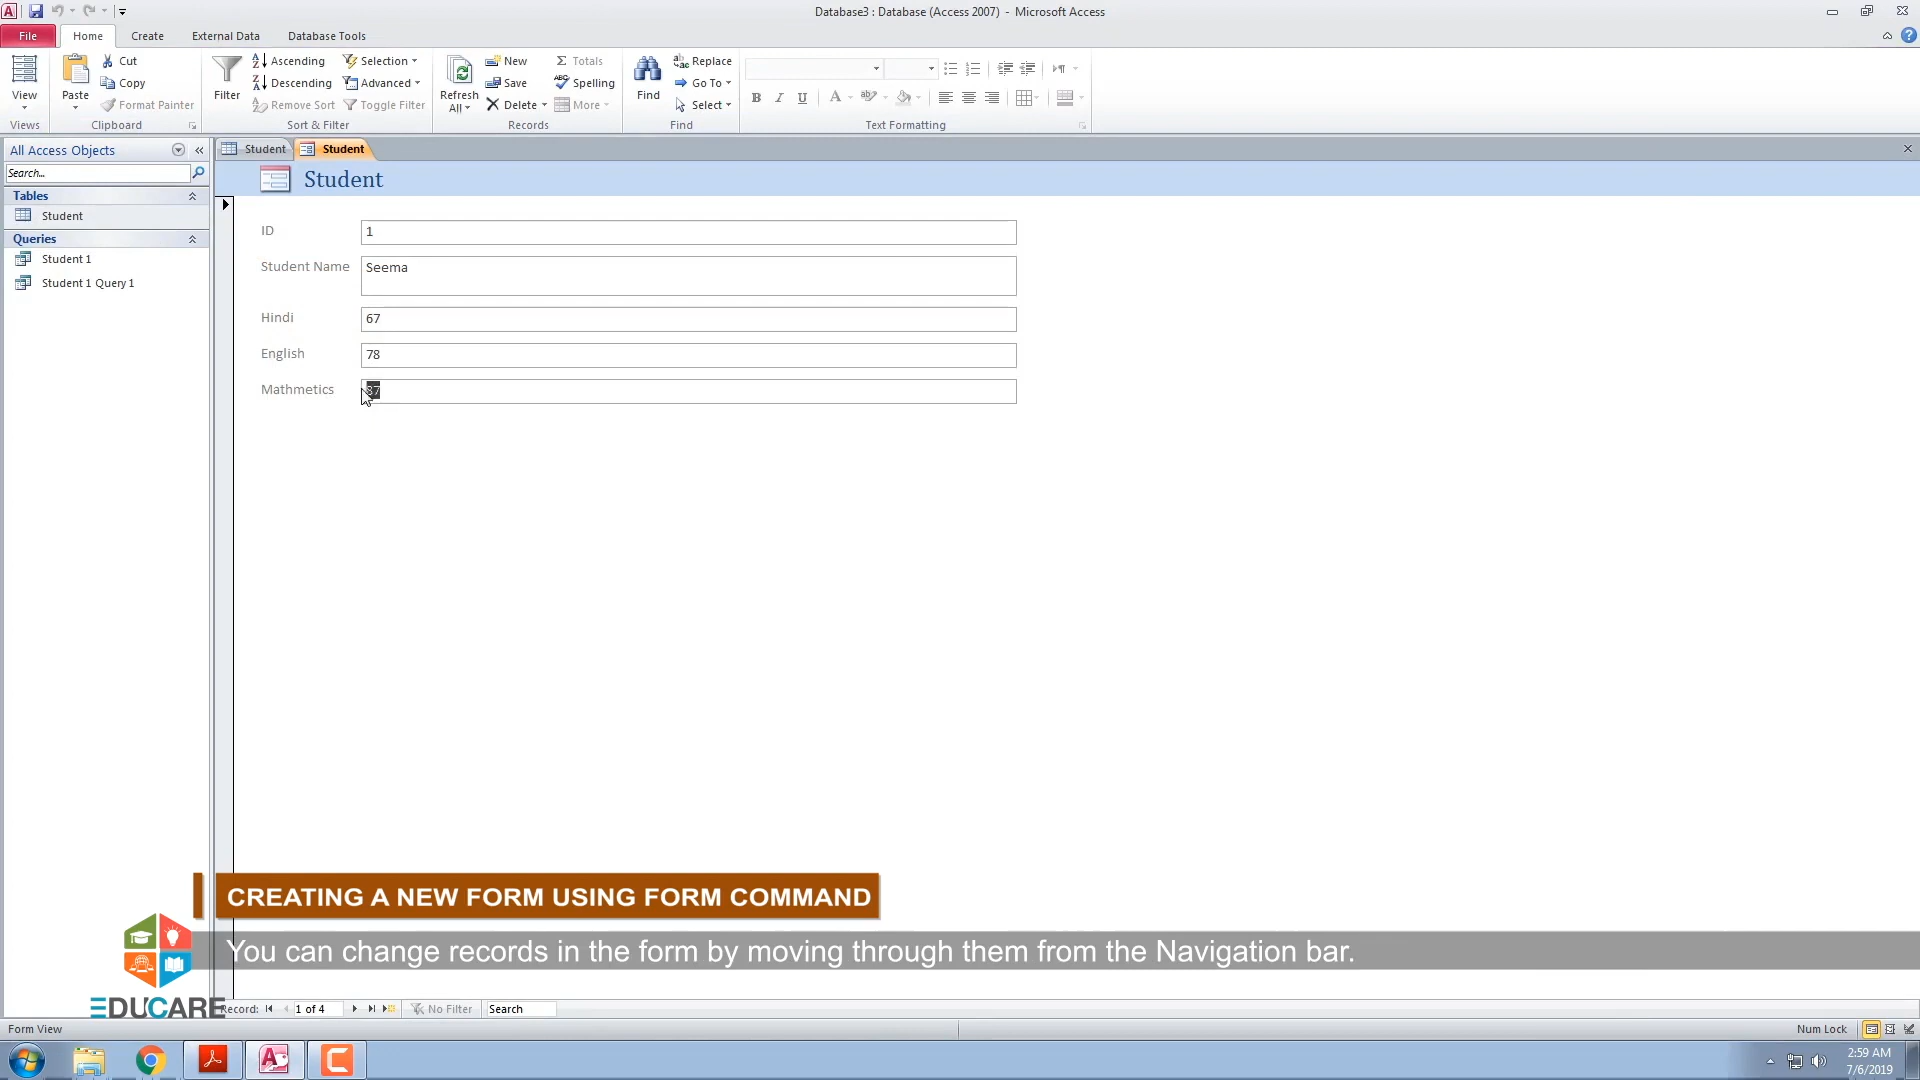 Database3 : Database (Access 2007) - Microsoft Access
File Home Create External Data Database Tools
View
Views
Paste
Cut
Copy
Format Painter
Clipboard
Filter
Ascending
Descending
Remove Sort
Selection
Advanced
Toggle Filter
Sort & Filter
Refresh
All
New
Save
Delete
Totals
Spelling
More
Records
Find
Replace
Go To
Select
Find
Text Formatting
All Access Objects
Search...
Tables
Student
Queries
Student 1
Student 1 Query 1
Student Student
Student
ID 1
Student Name Seema
Hindi 67
English 78
Mathmetics
CREATING A NEW FORM USING FORM COMMAND
You can change records in the form by moving through them from the Navigation bar.
EDUCARE
Record: 1 of 4 No Filter Search
Form View Num Lock
2:59 AM
7/6/2019